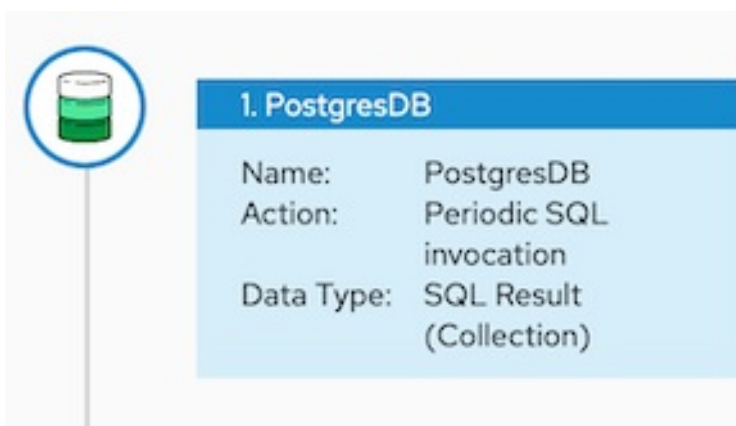 1. PostgresDB
Name: PostgresDB
Action: Periodic SQL
invocation
Data Type: SQL Result
(Collection)